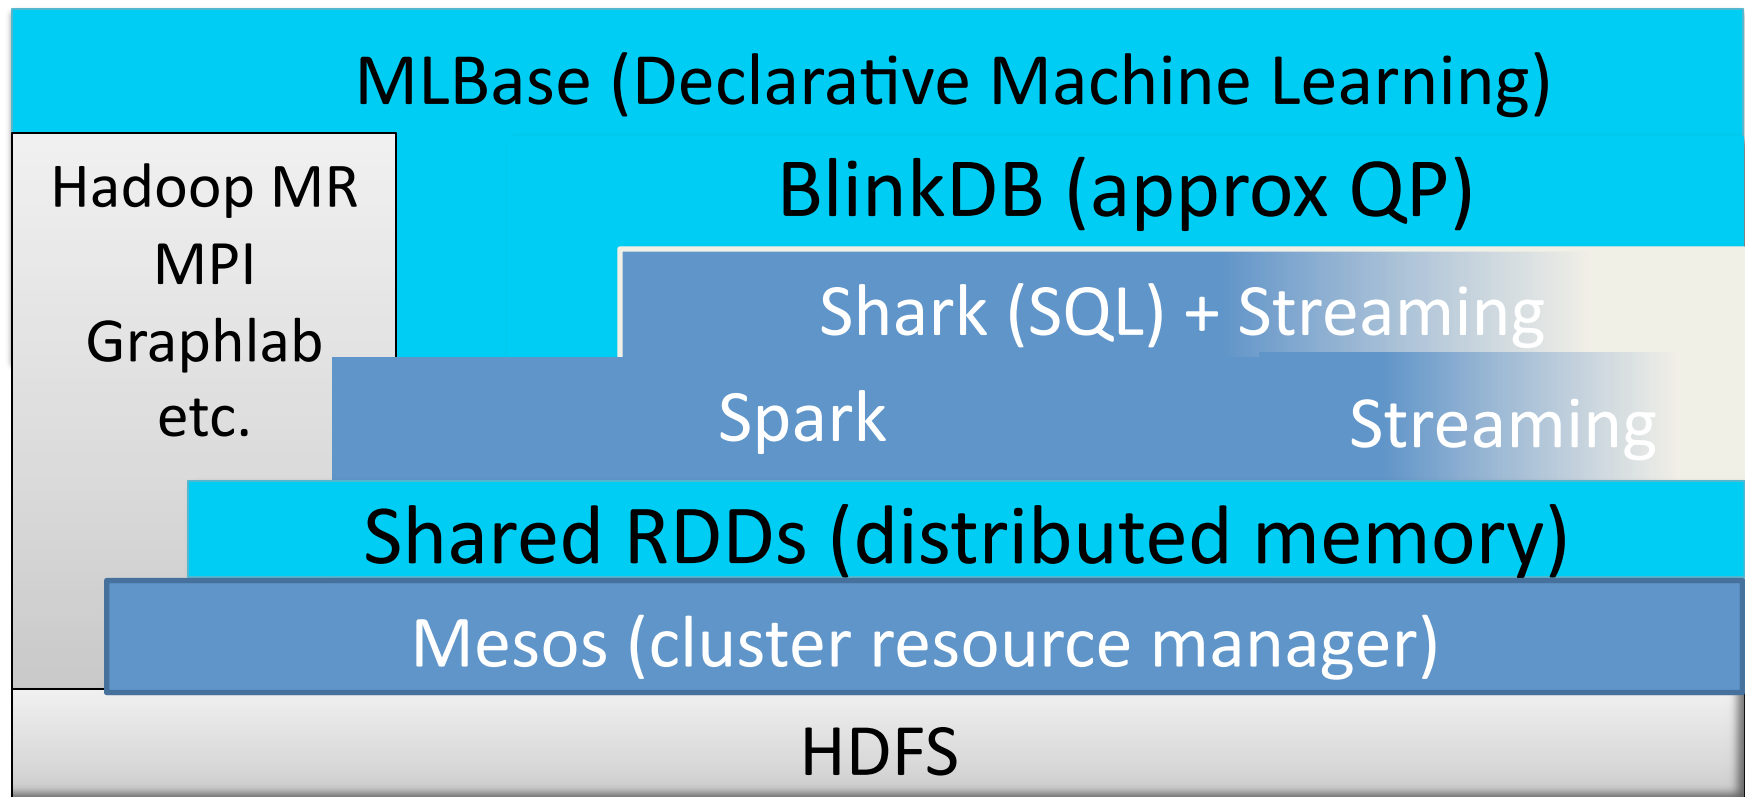 MLBase (Declarative Machine Learning)
Hadoop MR
MPI
Graphlab
etc.
BlinkDB (approx QP)
Shark (SQL) + Streaming
Spark
Streaming
Shared RDDs (distributed memory)
Mesos (cluster resource manager)
HDFS